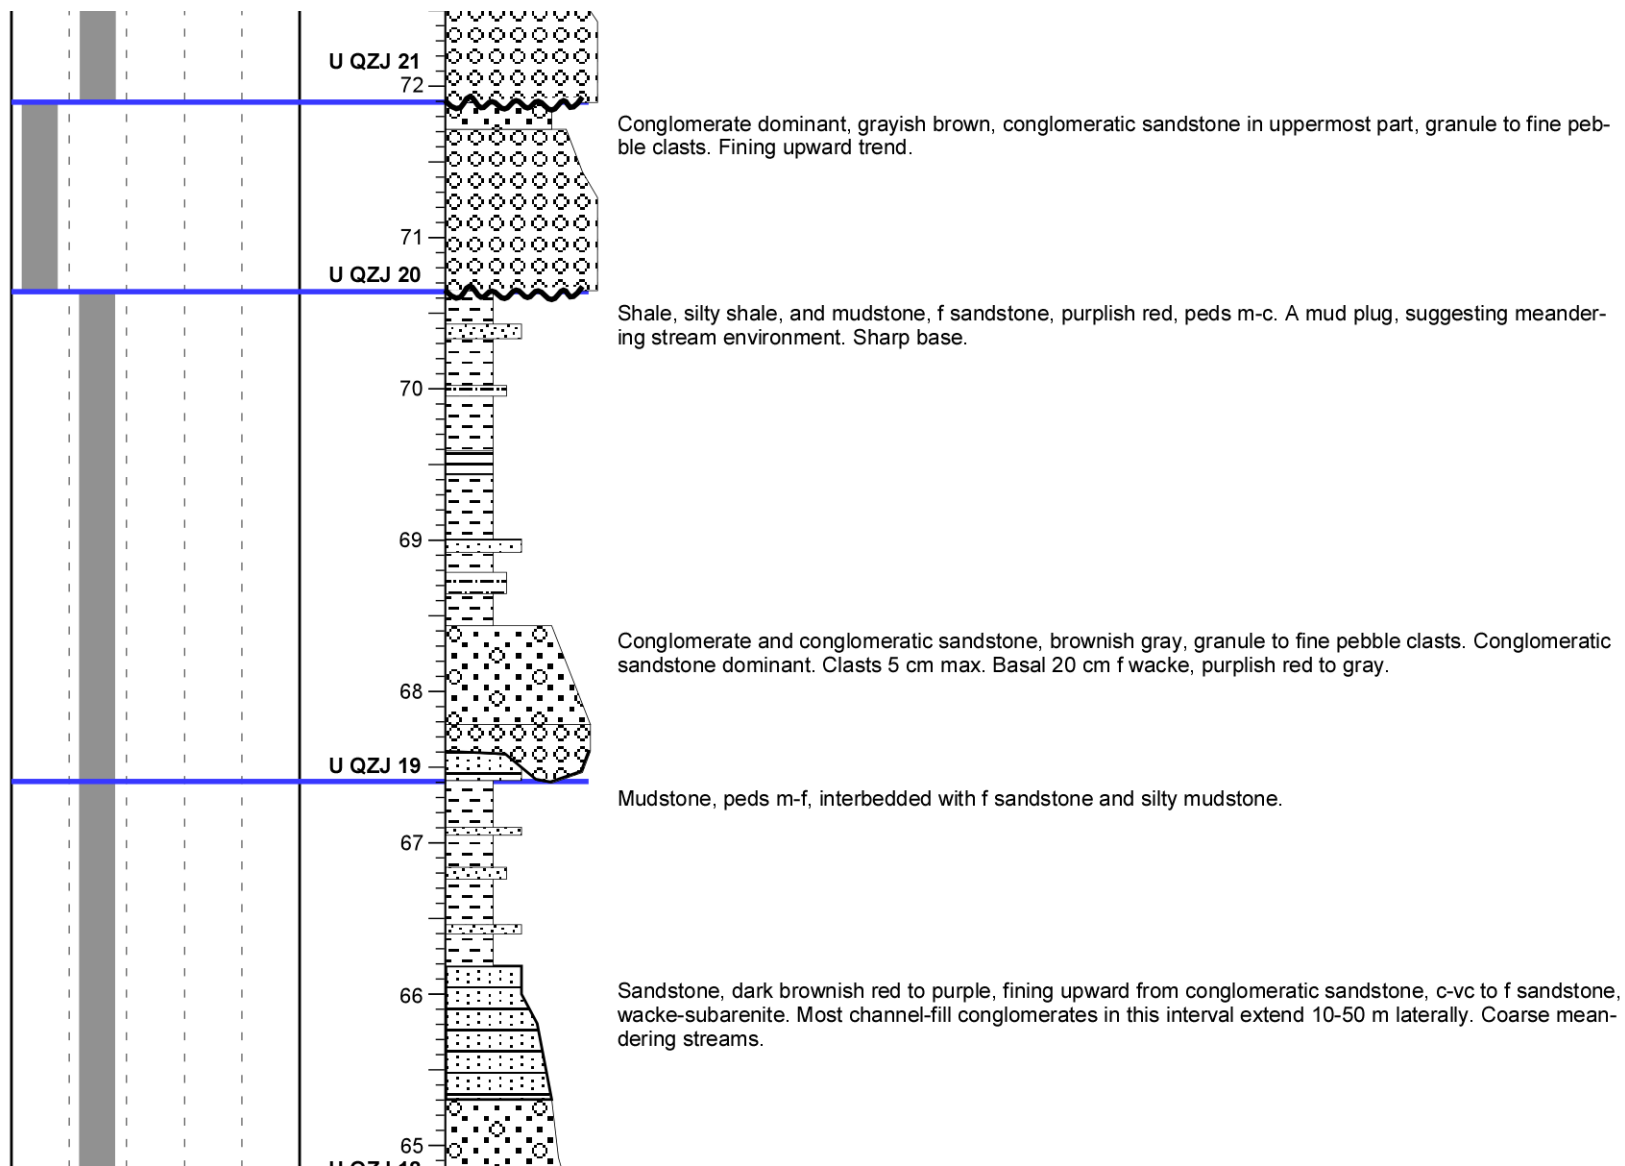 U QZJ 21
72
Conglomerate dominant, grayish brown, conglomeratic sandstone in uppermost part, granule to fine peb-
ble clasts. Fining upward trend.
71
U QZJ 20
Shale, silty shale, and mudstone, f sandstone, purplish red, peds m-c. A mud plug, suggesting meander-
ing stream environment. Sharp base.
70
69
Conglomerate and conglomeratic sandstone, brownish gray, granule to fine pebble clasts. Conglomeratic
sandstone dominant. Clasts 5 cm max. Basal 20 cm f wacke, purplish red to gray.
68
U QZJ 19
Mudstone, peds m-f, interbedded with f sandstone and silty mudstone.
67
66
Sandstone, dark brownish red to purple, fining upward from conglomeratic sandstone, c-vc to f sandstone,
wacke-subarenite. Most channel-fill conglomerates in this interval extend 10-50 m laterally. Coarse mean-
dering streams.
65